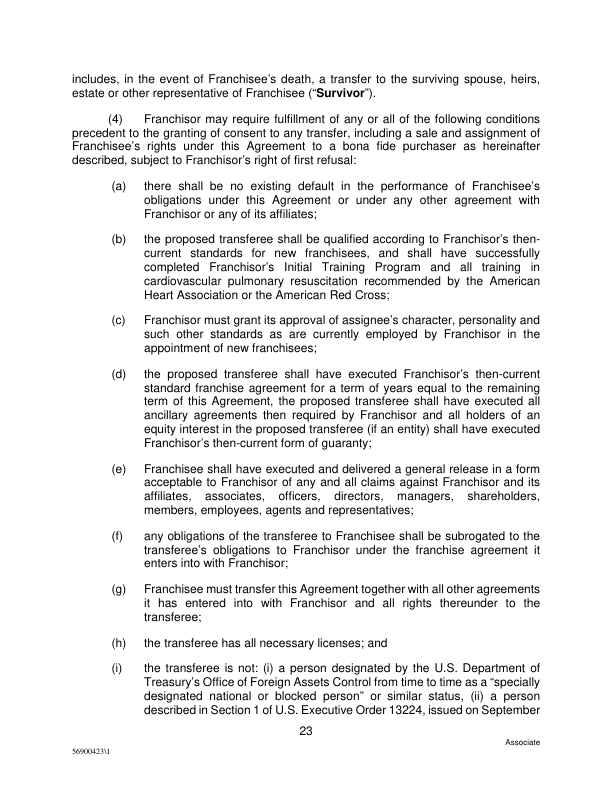 includes, in the event of Franchisee’s death, a transfer to the surviving spouse, heirs,
estate or other representative of Franchisee (“Survivor”).
(4) Franchisor may require fulfillment of any or all of the following conditions
precedent to the granting of consent to any transfer, including a sale and assignment of
Franchisee’s rights under this Agreement to a bona fide purchaser as hereinafter
described, subject to Franchisor’s right of first refusal:
(a) there shall be no existing default in the performance of Franchisee’s
obligations under this Agreement or under any other agreement with
Franchisor or any of its affiliates;
(b) the proposed transferee shall be qualified according to Franchisor’s then-
current standards for new franchisees, and shall have successfully
completed Franchisor’s Initial Training Program and all training in
cardiovascular pulmonary resuscitation recommended by the American
Heart Association or the American Red Cross;
(c) Franchisor must grant its approval of assignee’s character, personality and
such other standards as are currently employed by Franchisor in the
appointment of new franchisees;
(d) the proposed transferee shall have executed Franchisor’s then-current
standard franchise agreement for a term of years equal to the remaining
term of this Agreement, the proposed transferee shall have executed all
ancillary agreements then required by Franchisor and all holders of an
equity interest in the proposed transferee (if an entity) shall have executed
Franchisor’s then-current form of guaranty;
(e) Franchisee shall have executed and delivered a general release in a form
acceptable to Franchisor of any and all claims against Franchisor and its
affiliates, associates, officers, directors, managers, shareholders,
members, employees, agents and representatives;
(f) any obligations of the transferee to Franchisee shall be subrogated to the
transferee’s obligations to Franchisor under the franchise agreement it
enters into with Franchisor;
(g) Franchisee must transfer this Agreement together with all other agreements
it has entered into with Franchisor and all rights thereunder to the
transferee;
(h) the transferee has all necessary licenses; and
(i) the transferee is not: (i) a person designated by the U.S. Department of
Treasury’s Office of Foreign Assets Control from time to time as a “specially
designated national or blocked person” or similar status, (ii) a person
described in Section 1 of U.S. Executive Order 13224, issued on September
23
Associate
56900423\1